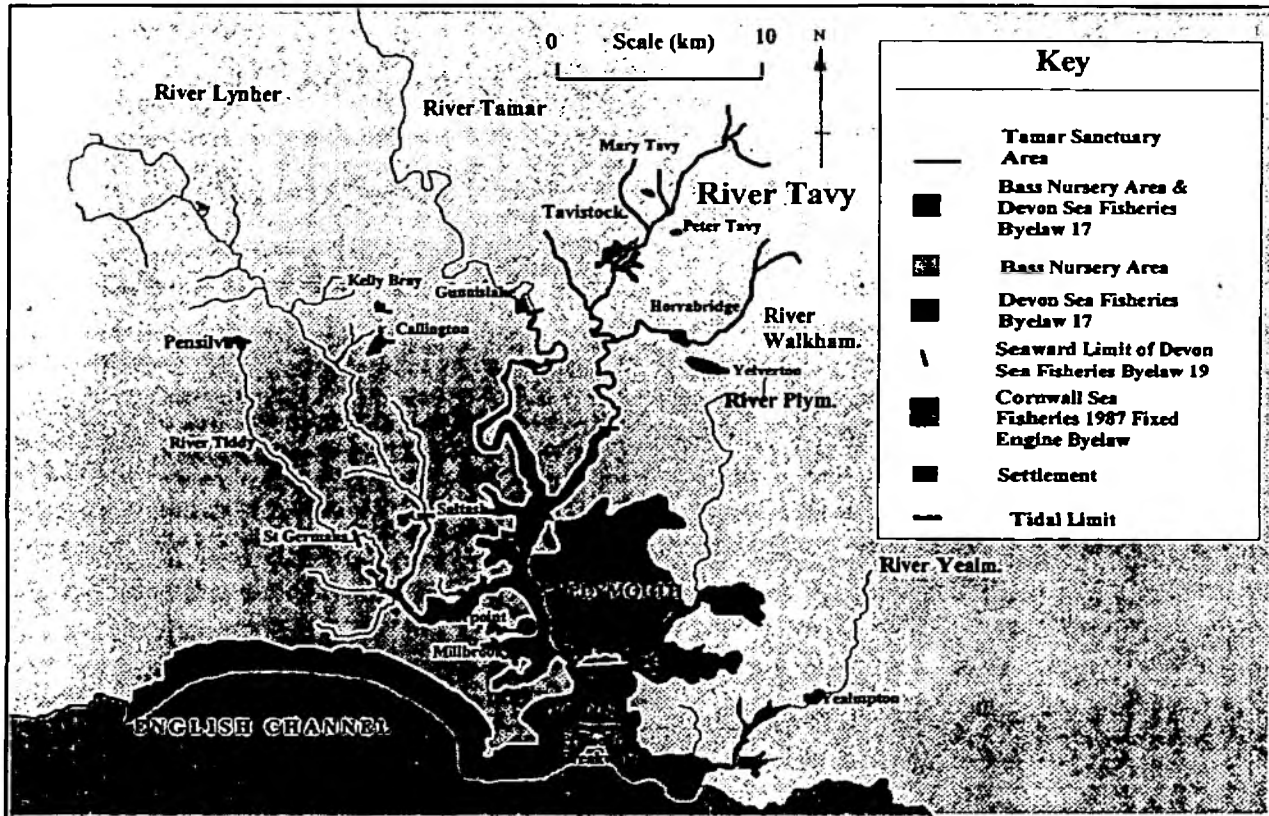 0 Scale (km) 10
N
River Lynher
River Tamar
Mary Tavy
River Tavy
Tavistock.
Peter Tavy
Kelly Bray
Gunnislake
Horrabridge
River
Walkham.
Callington
Pensilva
Yelverton
River Plym.
River Tiddy
Saltash
St Germans
PLYMOUTH
River Yealm.
point
Millbrook
Yealmpton
ENGLISH CHANNEL
Key
Tamar Sanctuary
Area
Bass Nursery Area &
Devon Sea Fisheries
Byelaw 17
Bass Nursery Area
Devon Sea Fisheries
Byelaw 17
Seaward Limit of Devon
Sea Fisheries Byelaw 19
Cornwall Sea
Fisheries 1987 Fixed
Engine Byelaw
Settlement
Tidal Limit